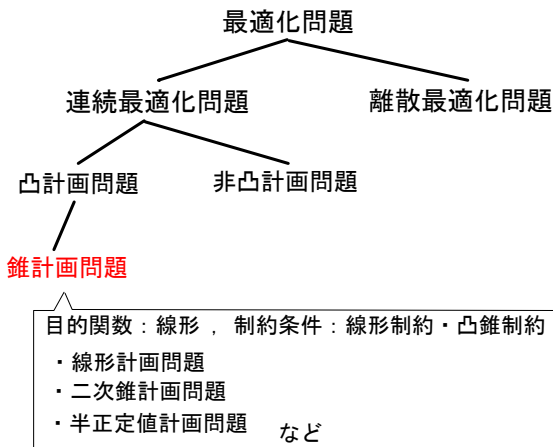 最適化問題
連続最適化問題
離散最適化問題
凸計画問題
非凸計画問題
錐計画問題
目的関数：線形 ， 制約条件：線形制約・凸錐制約
・線形計画問題
・二次錐計画問題
・半正定値計画問題
など